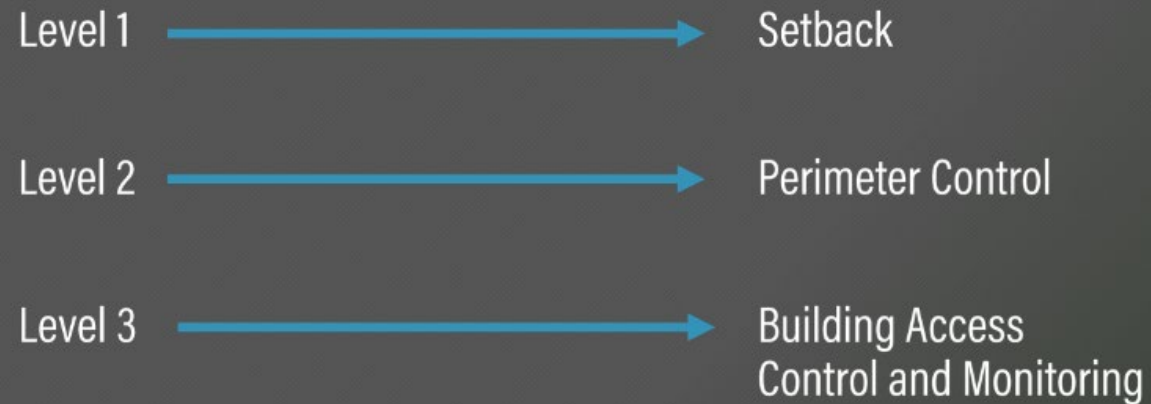 Level 1 Setback
Level 2 Perimeter Control
Level 3 Building Access
Control and Monitoring